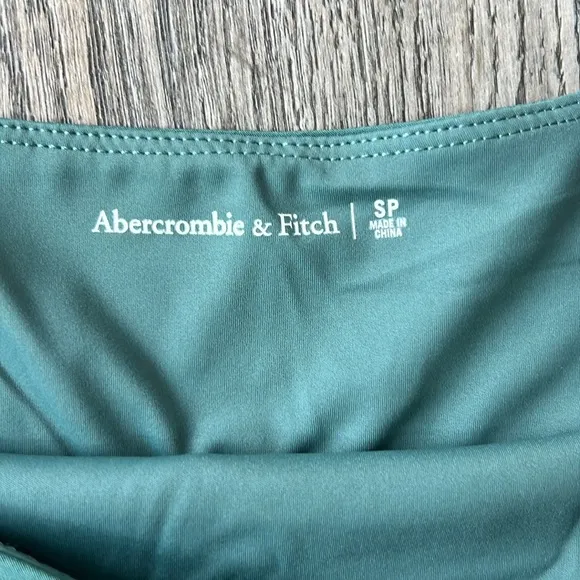 Abercrombie & Fitch | SP
MADE IN
CHINA